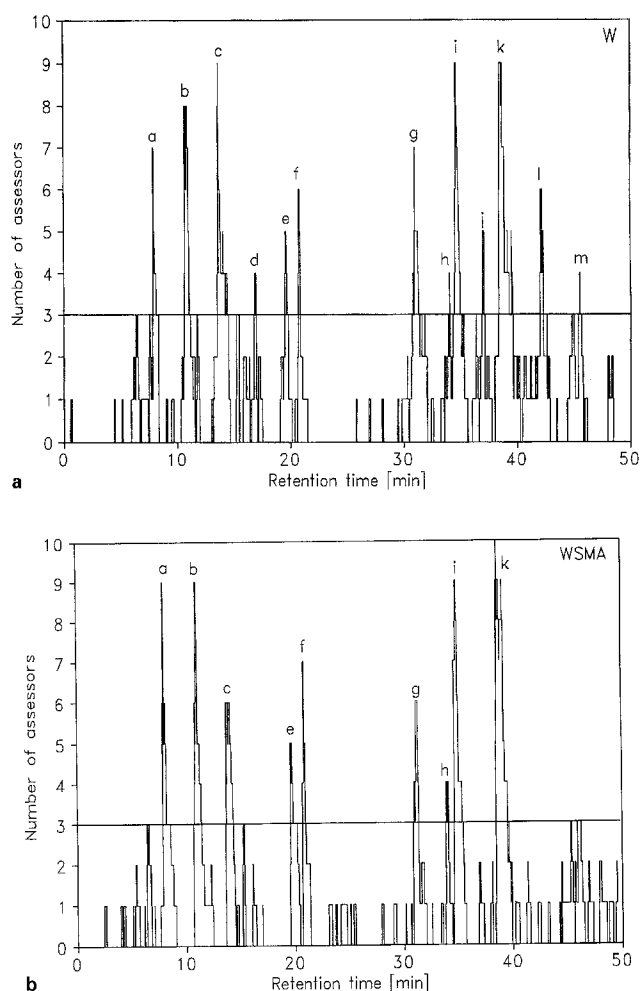 a
W
Number of assessors
10
9
8
7
6
5
4
3
2
1
0
a b c d e f g h i j k l m
0 10 20 30 40 50
Retention time [min]
b
WSMA
Number of assessors
10
9
8
7
6
5
4
3
2
1
0
a b c e f g h i k
0 10 20 30 40 50
Retention time [min]